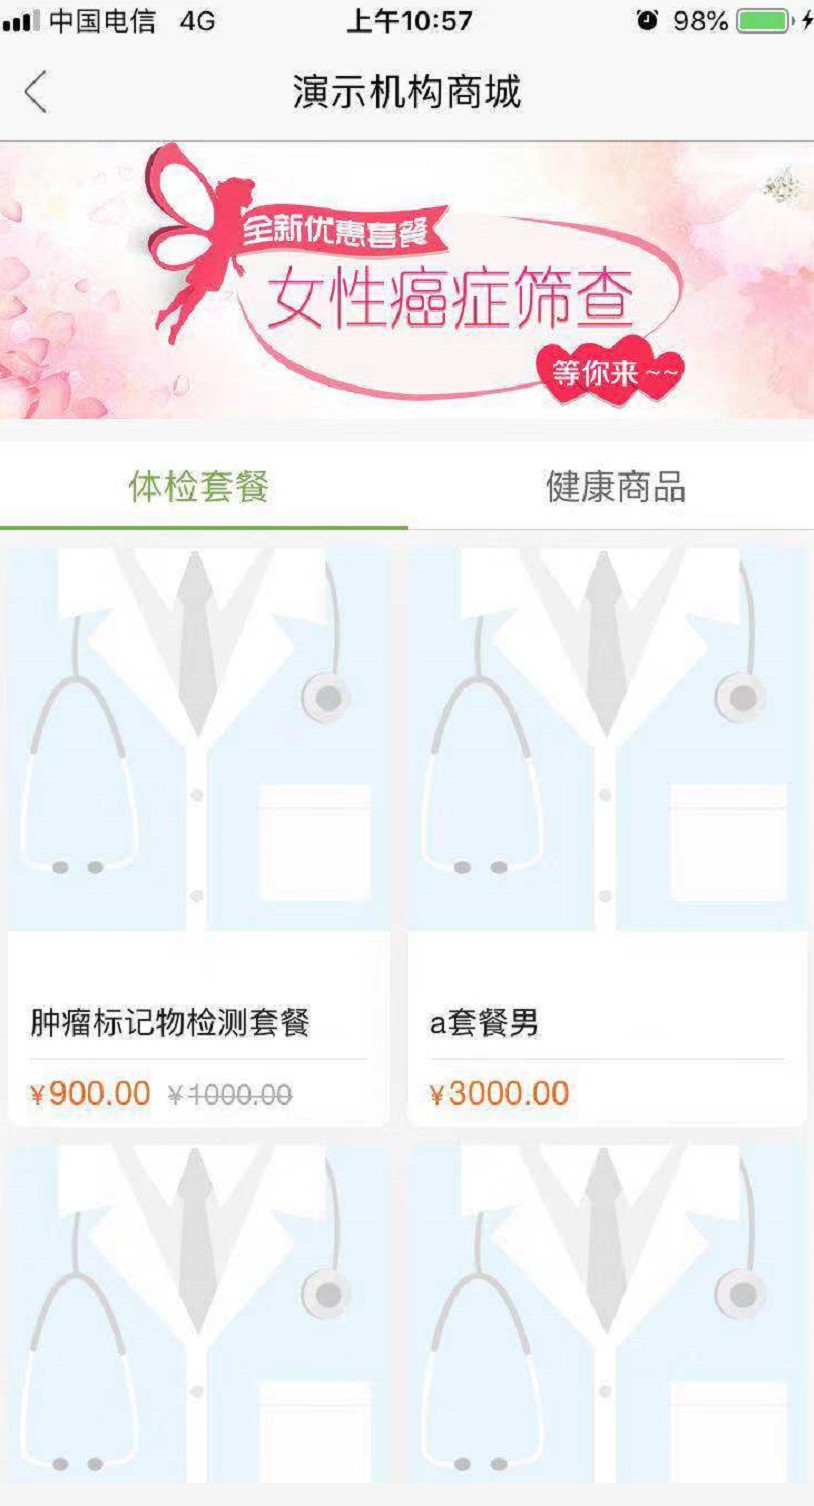 中国电信 4G 上午10:57 98%
演示机构商城
全新优惠套餐
女性癌症筛查
等你来~~
体检套餐 健康商品
肿瘤标记物检测套餐 a套餐男
¥900.00 ¥1000.00 ¥3000.00